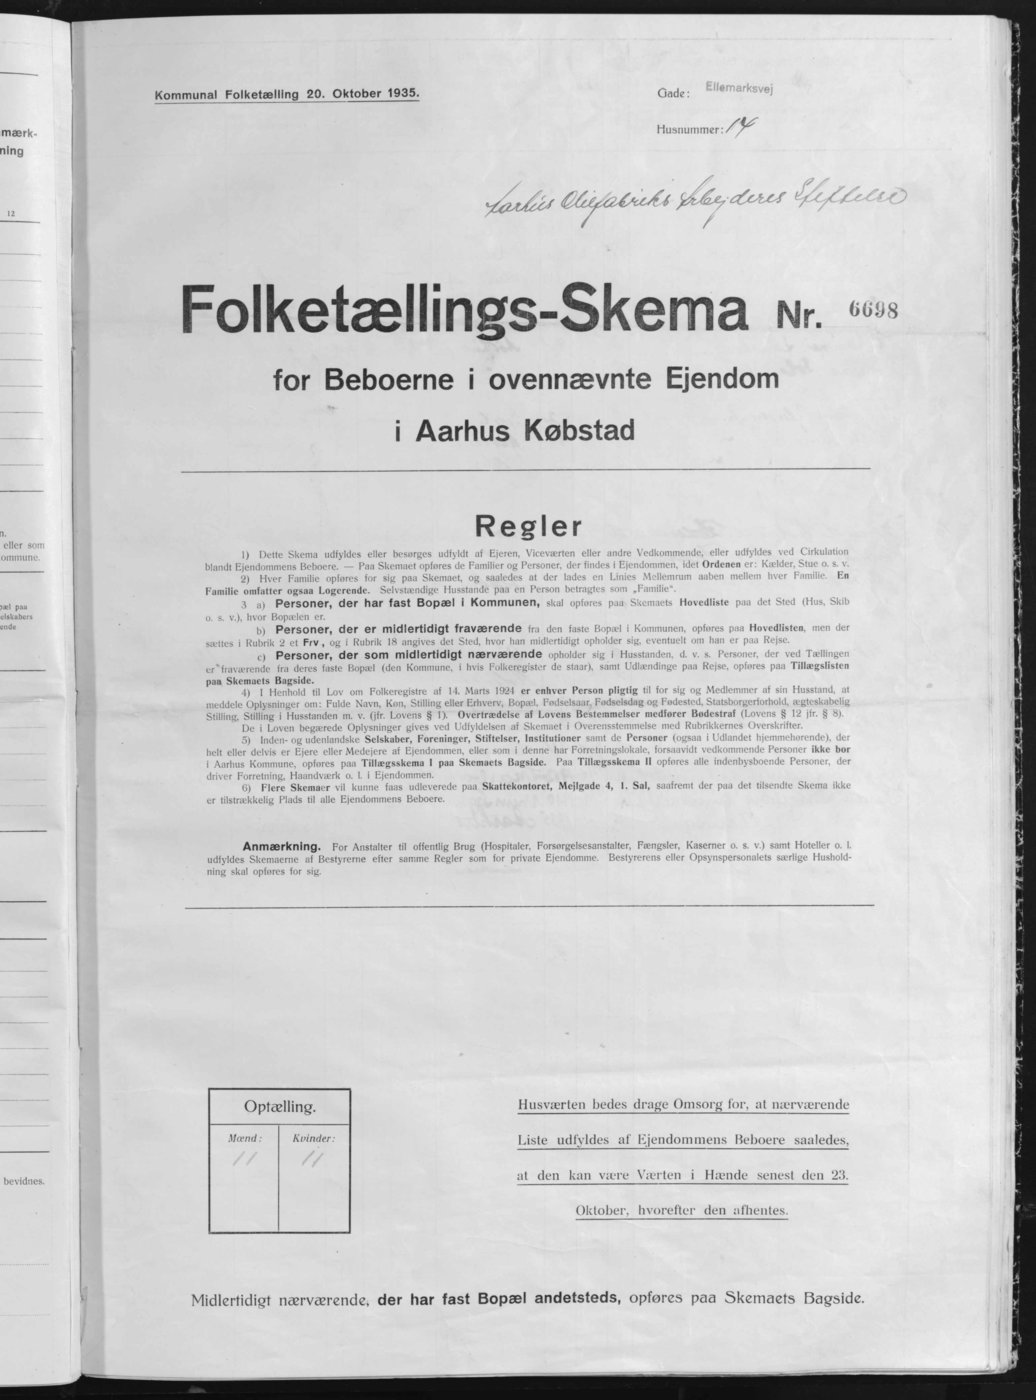 Kommunal Folketælling 20. Oktober 1935.
Gade: Ellemarksvej
Husnummer: 14
Aarhus Oliefabriks Arbejderes Stiftelse
Folketællings-Skema Nr. 6698
for Beboerne i ovennævnte Ejendom
i Aarhus Købstad
Regler
1) Dette Skema udfyldes eller besørges udfyldt af Ejeren, Viceværten eller andre Vedkommende, eller udfyldes ved Cirkulation
blandt Ejendommens Beboere. — Paa Skemaet opføres de Familier og Personer, der findes i Ejendommen, idet Ordenen er: Kælder, Stue o. s. v.
2) Hver Familie opføres for sig paa Skemaet, og saaledes at der lades en Linies Mellemrum aaben mellem hver Familie. En
Familie omfatter ogsaa Logerende. Selvstændige Husstande paa en Person betragtes som „Familie“.
3 a) Personer, der har fast Bopæl i Kommunen, skal opføres paa Skemaets Hovedliste paa det Sted (Hus, Skib
o. s. v.), hvor Bopælen er.
b) Personer, der er midlertidigt fraværende fra den faste Bopæl i Kommunen, opføres paa Hovedlisten, men der
sættes i Rubrik 2 et Frv, og i Rubrik 18 angives det Sted, hvor han midlertidigt opholder sig, eventuelt om han er paa Rejse.
c) Personer, der som midlertidigt nærværende opholder sig i Husstanden, d. v. s. Personer, der ved Tællingen
er fraværende fra deres faste Bopæl (den Kommune, i hvis Folkeregister de staar), samt Udlændinge paa Rejse, opføres paa Tillægslisten
paa Skemaets Bagside.
4) I Henhold til Lov om Folkeregistre af 14. Marts 1924 er enhver Person pligtig til for sig og Medlemmer af sin Husstand, at
meddele Oplysninger om: Fulde Navn, Køn, Stilling eller Erhverv, Bopæl, Fødselsaar, Fødselsdag og Fødested, Statsborgerforhold, ægteskabelig
Stilling, Stilling i Husstanden m. v. (jfr. Lovens § 1). Overtrædelse af Lovens Bestemmelser medfører Bødestraf (Lovens § 12 jfr. § 8).
De i Loven begærede Oplysninger gives ved Udfyldelsen af Skemaet i Overensstemmelse med Rubrikkernes Overskrifter.
5) Inden- og udenlandske Selskaber, Foreninger, Stiftelser, Institutioner samt de Personer (ogsaa i Udlandet hjemmehørende), der
helt eller delvis er Ejere eller Medejere af Ejendommen, eller som i denne har Forretningslokale, forsaavidt vedkommende Personer ikke bor
i Aarhus Kommune, opføres paa Tillægsskema I paa Skemaets Bagside. Paa Tillægsskema II opføres alle indenbysboende Personer, der
driver Forretning, Haandværk o. l. i Ejendommen.
6) Flere Skemaer vil kunne faas udleverede paa Skattekontoret, Mejlgade 4, 1. Sal, saafremt der paa det tilsendte Skema ikke
er tilstrækkelig Plads til alle Ejendommens Beboere.
Anmærkning. For Anstalter til offentlig Brug (Hospitaler, Forsørgelsesanstalter, Fængsler, Kaserner o. s. v.) samt Hoteller o. l.
udfyldes Skemaerne af Bestyrerne efter samme Regler som for private Ejendomme. Bestyrerens eller Opsynspersonalets særlige Hushold-
ning skal opføres for sig.
Optælling.
Mænd: Kvinder:
11 11
Husværten bedes drage Omsorg for, at nærværende
Liste udfyldes af Ejendommens Beboere saaledes,
at den kan være Værten i Hænde senest den 23.
Oktober, hvorefter den afhentes.
Midlertidigt nærværende, der har fast Bopæl andetsteds, opføres paa Skemaets Bagside.
mærk-
ning
12
n.
eller som
ommune.
pæl paa
elskabers
ende
bevidnes.